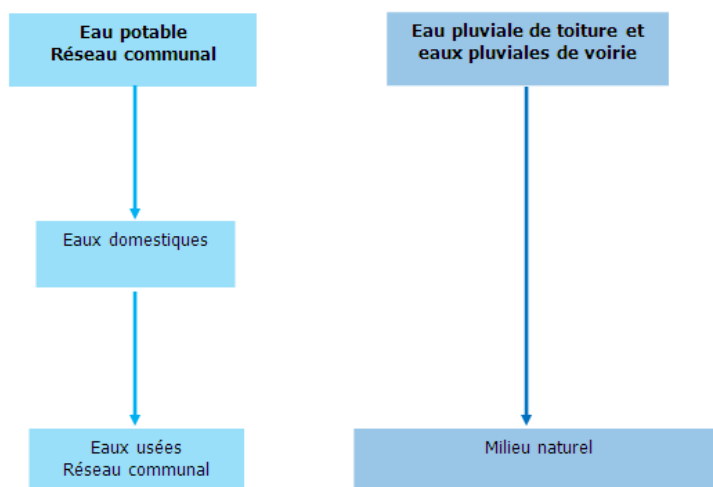 Eau potable
Réseau communal
Eau pluviale de toiture et
eaux pluviales de voirie
Eaux domestiques
Eaux usées
Réseau communal
Milieu naturel